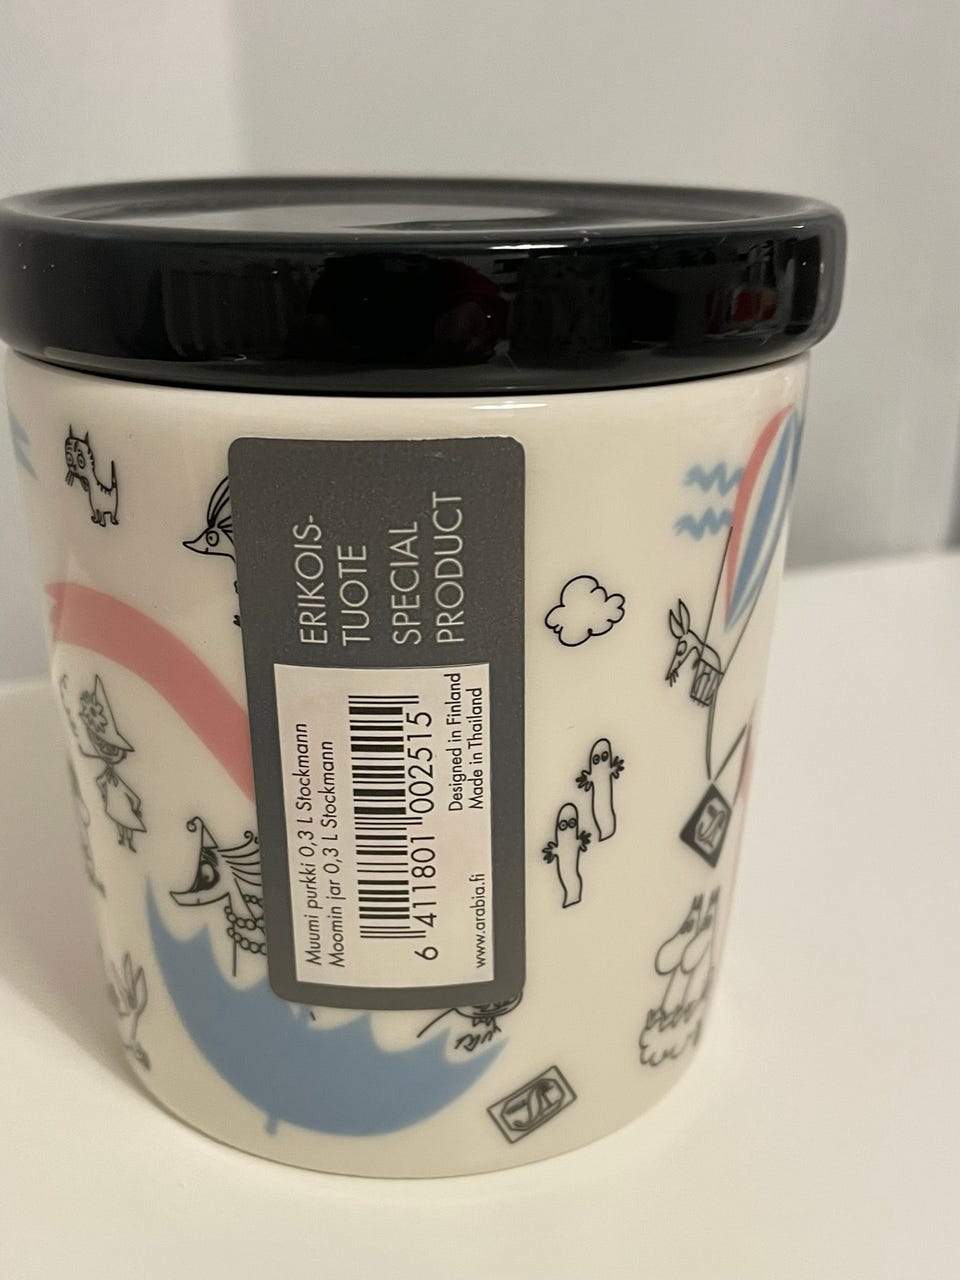 ERIKOIS-
TUOTE
SPECIAL
PRODUCT
Muumi purkki 0,3 L Stockmann
Moomin jar 0,3 L Stockmann
6 411801 002515
Designed in Finland
www.arabia.fi Made in Thailand